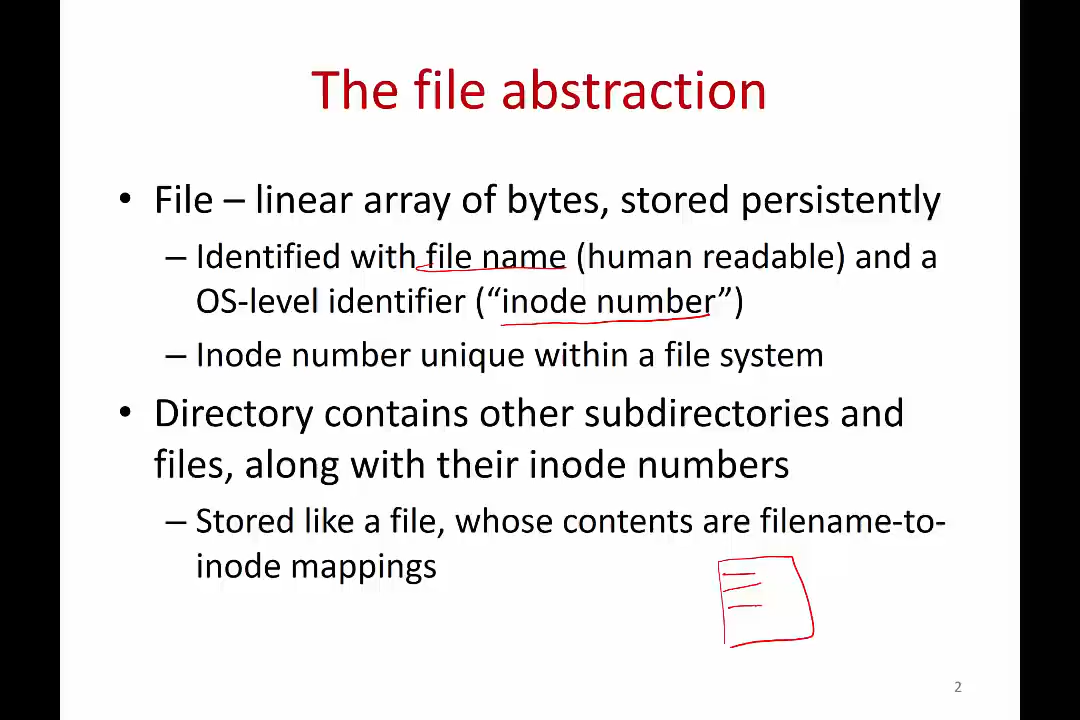 The file abstraction
• File – linear array of bytes, stored persistently
– Identified with file name (human readable) and a
OS-level identifier (“inode number”)
– Inode number unique within a file system
• Directory contains other subdirectories and
files, along with their inode numbers
– Stored like a file, whose contents are filename-to-
inode mappings
2